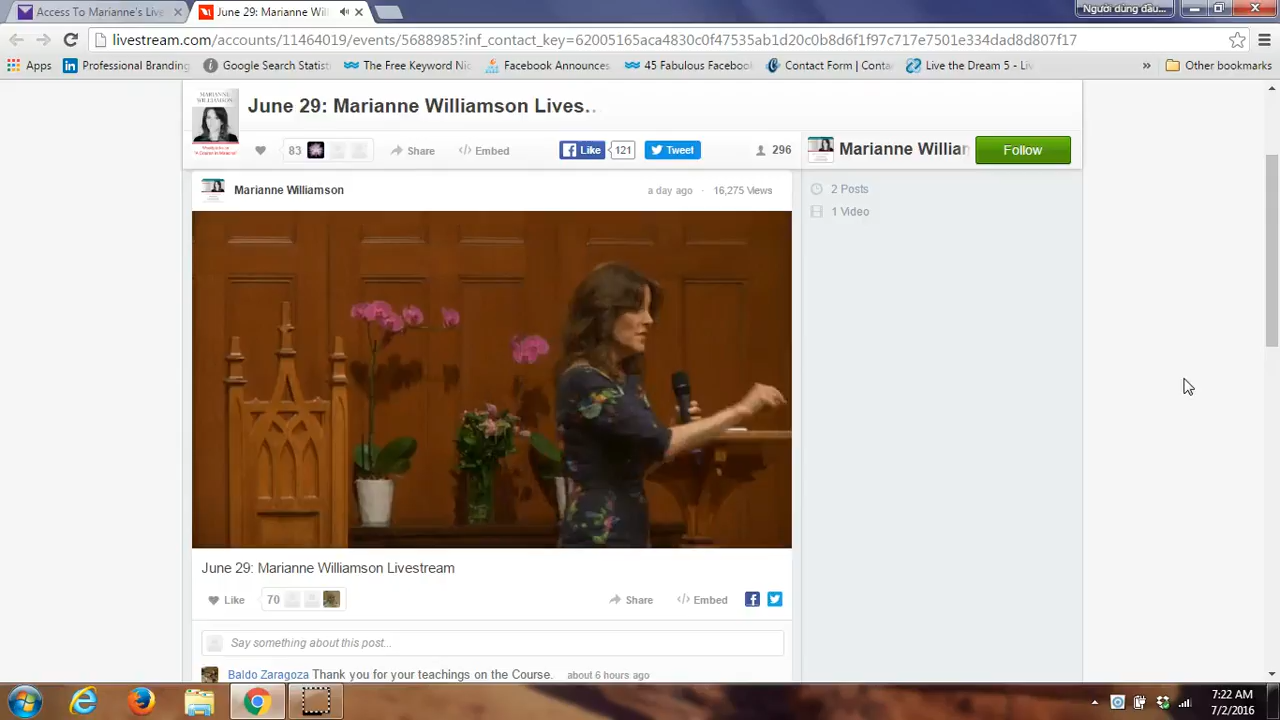 Access To Marianne's Liv
June 29: Marianne Wil
Người dùng đầu...
livestream.com/accounts/11464019/events/5688985?inf_contact_key=62005165aca4830c0f47535ab1d20c0b8d6f1f97c717e7501e334dad8d807f17
Apps
Professional Branding
Google Search Statisti
The Free Keyword Nic
Facebook Announces
45 Fabulous Facebook
Contact Form | Conta
Live the Dream 5 - Liv
»
Other bookmarks
June 29: Marianne Williamson Lives...
83
Share
Embed
Like
121
Tweet
296
Marianne Willian
Follow
Marianne Williamson
a day ago · 16,275 Views
2 Posts
1 Video
June 29: Marianne Williamson Livestream
Like
70
Share
Embed
Say something about this post...
Baldo Zaragoza Thank you for your teachings on the Course. about 6 hours ago
7:22 AM
7/2/2016